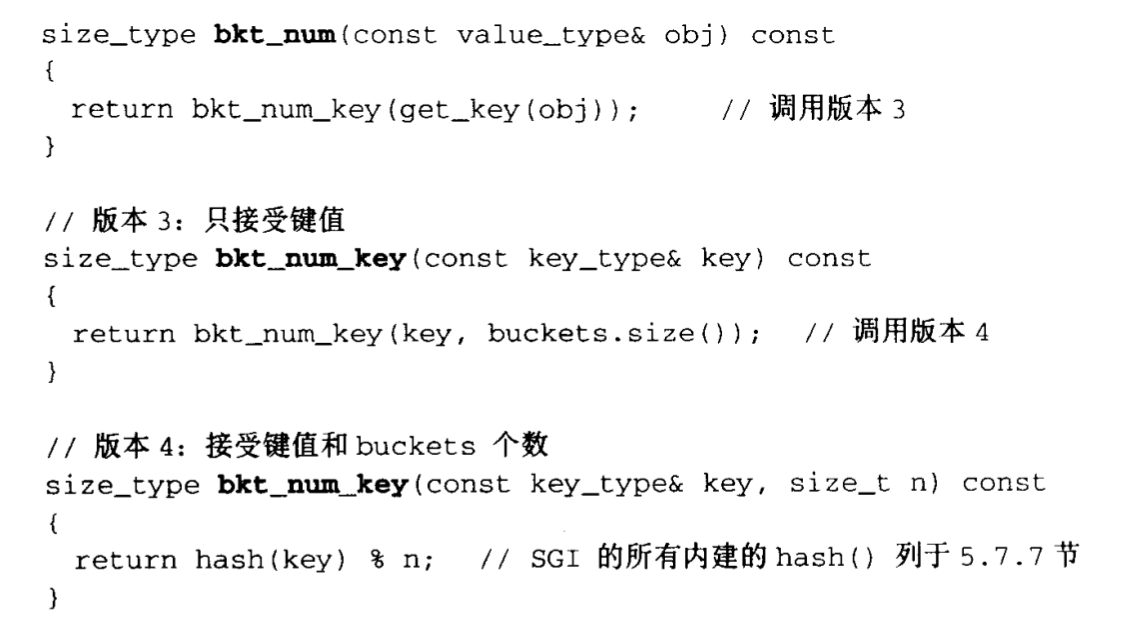 size_type bkt_num(const value_type& obj) const
{
  return bkt_num_key(get_key(obj));     // 调用版本 3
}
// 版本 3：只接受键值
size_type bkt_num_key(const key_type& key) const
{
  return bkt_num_key(key, buckets.size());  // 调用版本 4
}
// 版本 4：接受键值和 buckets 个数
size_type bkt_num_key(const key_type& key, size_t n) const
{
  return hash(key) % n;  // SGI 的所有内建的 hash() 列于 5.7.7 节
}